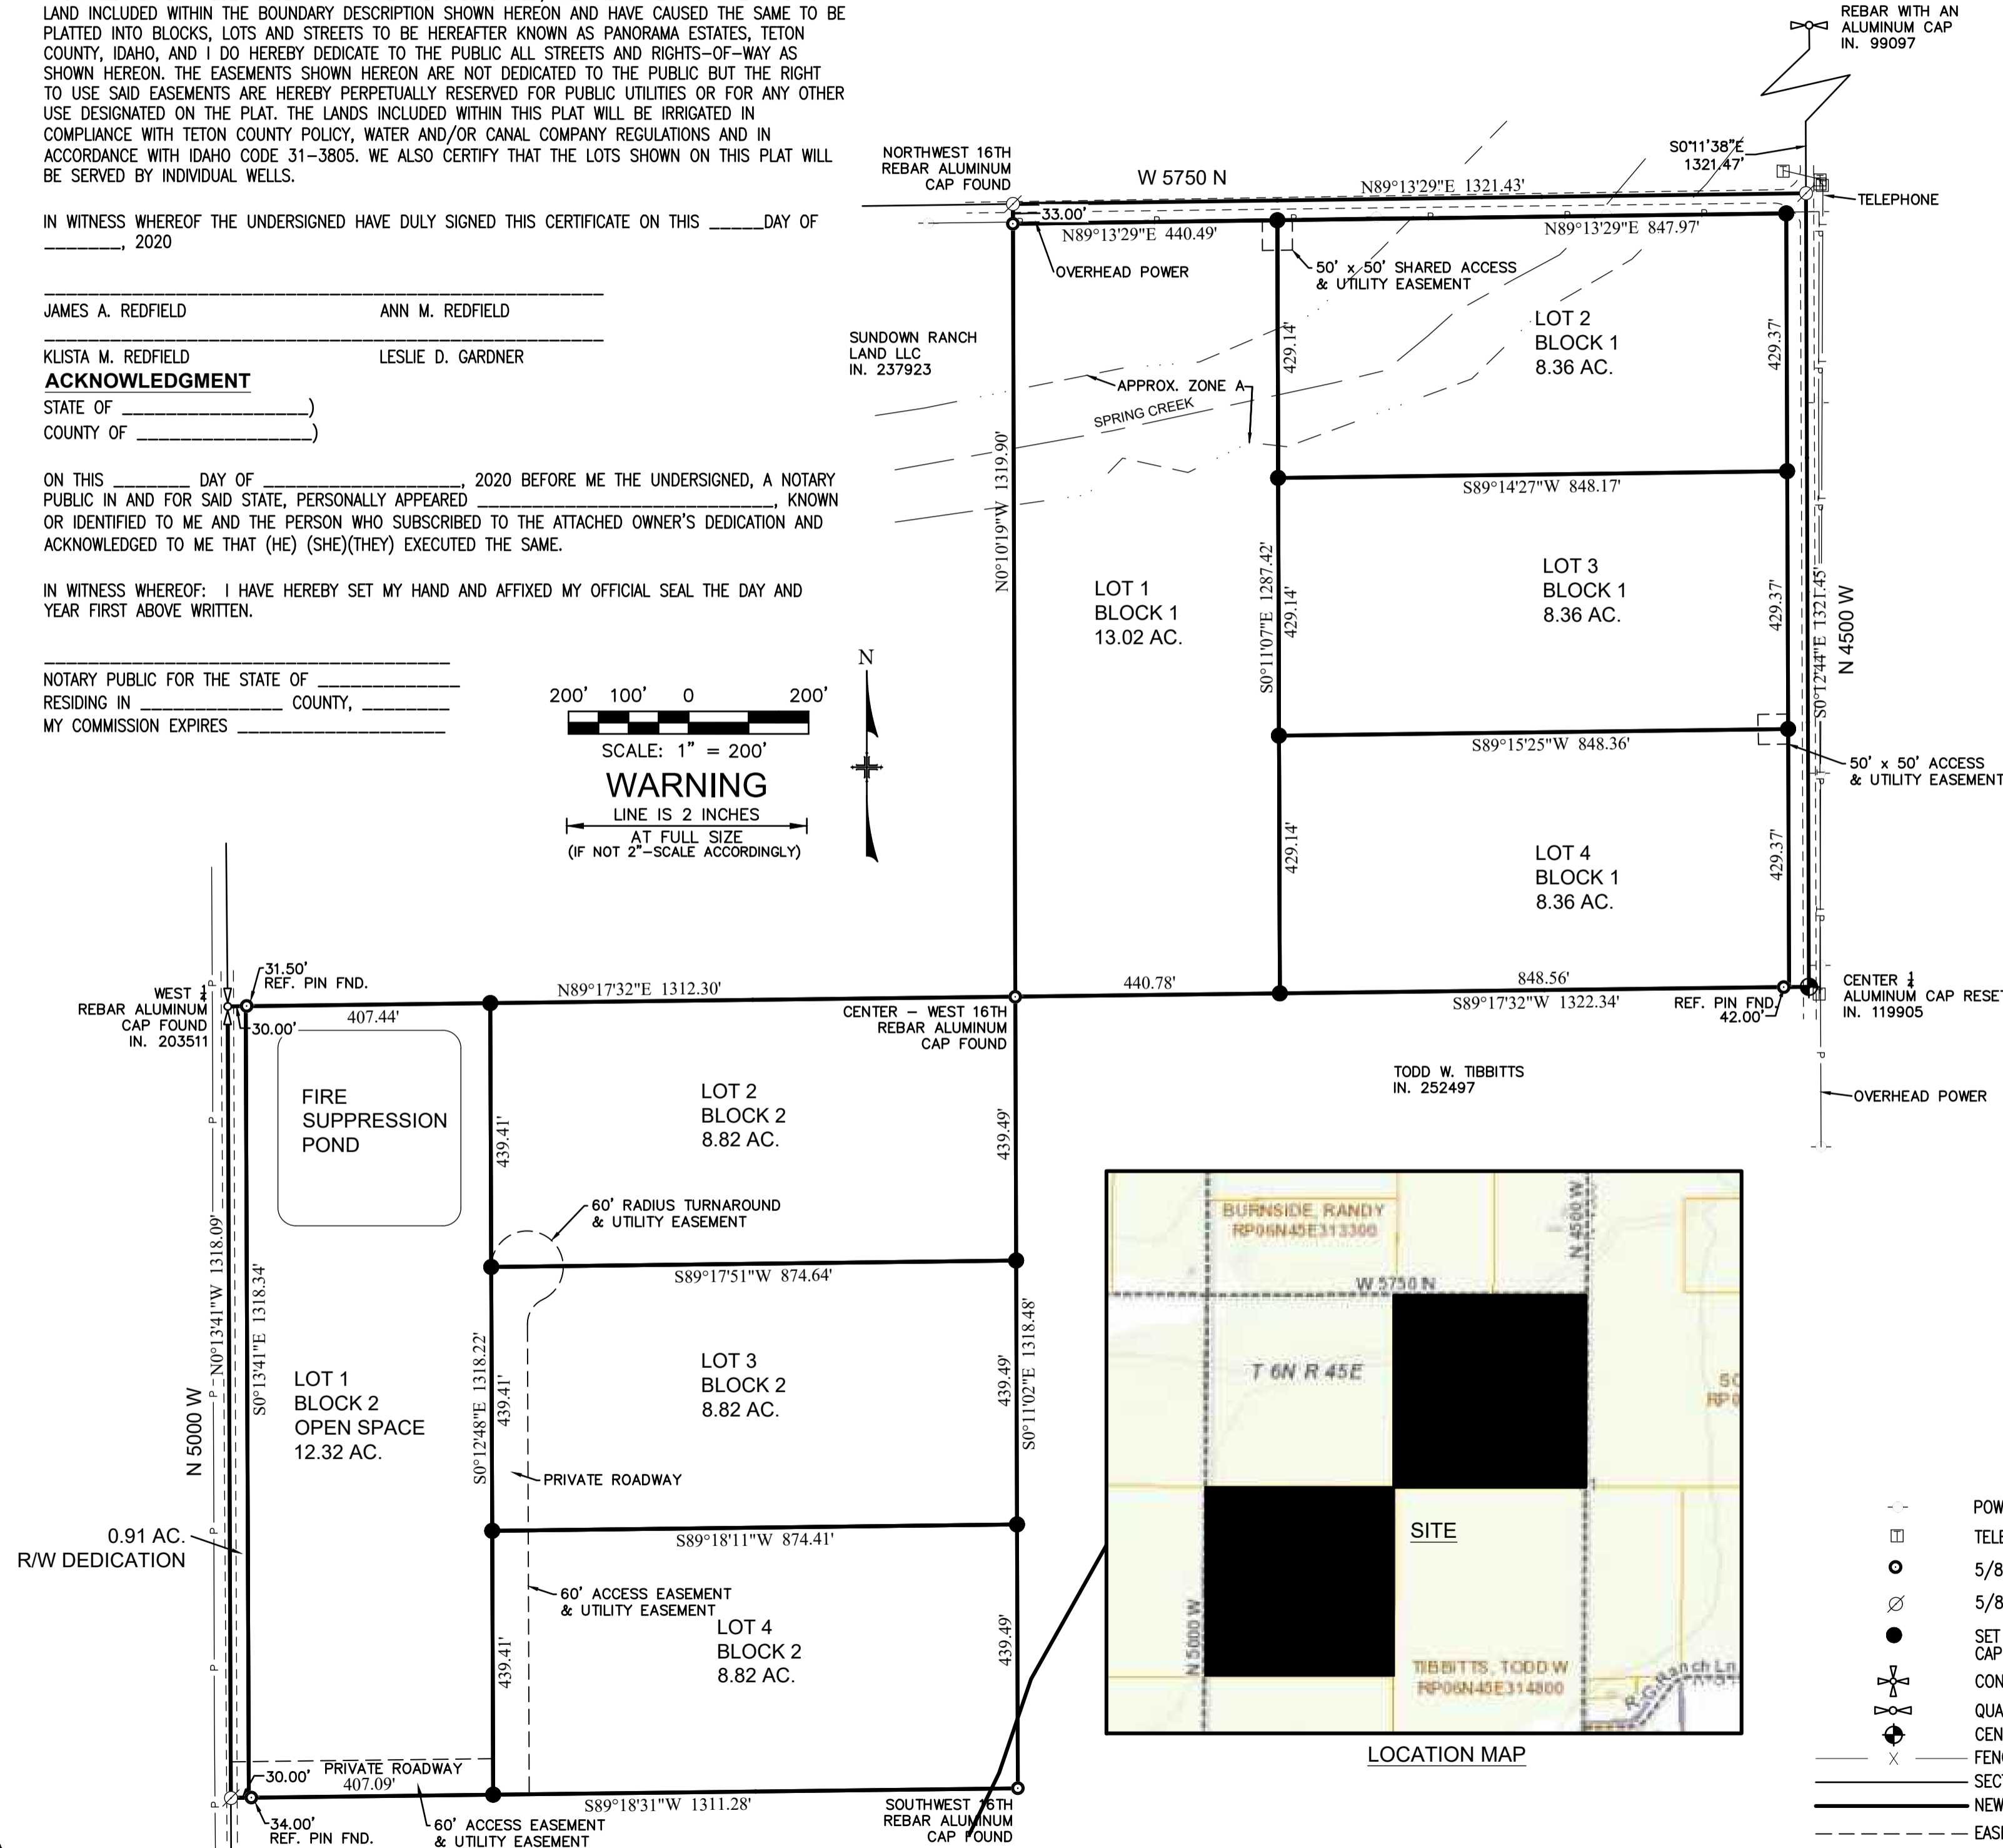 LAND INCLUDED WITHIN THE BOUNDARY DESCRIPTION SHOWN HEREON AND HAVE CAUSED THE SAME TO BE
PLATTED INTO BLOCKS, LOTS AND STREETS TO BE HEREAFTER KNOWN AS PANORAMA ESTATES, TETON
COUNTY, IDAHO, AND I DO HEREBY DEDICATE TO THE PUBLIC ALL STREETS AND RIGHTS-OF-WAY AS
SHOWN HEREON. THE EASEMENTS SHOWN HEREON ARE NOT DEDICATED TO THE PUBLIC BUT THE RIGHT
TO USE SAID EASEMENTS ARE HEREBY PERPETUALLY RESERVED FOR PUBLIC UTILITIES OR FOR ANY OTHER
USE DESIGNATED ON THE PLAT. THE LANDS INCLUDED WITHIN THIS PLAT WILL BE IRRIGATED IN
COMPLIANCE WITH TETON COUNTY POLICY, WATER AND/OR CANAL COMPANY REGULATIONS AND IN
ACCORDANCE WITH IDAHO CODE 31-3805. WE ALSO CERTIFY THAT THE LOTS SHOWN ON THIS PLAT WILL
BE SERVED BY INDIVIDUAL WELLS.
IN WITNESS WHEREOF THE UNDERSIGNED HAVE DULY SIGNED THIS CERTIFICATE ON THIS _____DAY OF
_______, 2020
JAMES A. REDFIELD ANN M. REDFIELD
KLISTA M. REDFIELD LESLIE D. GARDNER
ACKNOWLEDGMENT
STATE OF _________________)
COUNTY OF ________________)
ON THIS _______ DAY OF __________________, 2020 BEFORE ME THE UNDERSIGNED, A NOTARY
PUBLIC IN AND FOR SAID STATE, PERSONALLY APPEARED ___________________________, KNOWN
OR IDENTIFIED TO ME AND THE PERSON WHO SUBSCRIBED TO THE ATTACHED OWNER'S DEDICATION AND
ACKNOWLEDGED TO ME THAT (HE) (SHE)(THEY) EXECUTED THE SAME.
IN WITNESS WHEREOF: I HAVE HEREBY SET MY HAND AND AFFIXED MY OFFICIAL SEAL THE DAY AND
YEAR FIRST ABOVE WRITTEN.
NOTARY PUBLIC FOR THE STATE OF _____________
RESIDING IN _____________ COUNTY, ________
MY COMMISSION EXPIRES ___________________
200' 100' 0 200'
SCALE: 1" = 200'
WARNING
LINE IS 2 INCHES
AT FULL SIZE
(IF NOT 2"-SCALE ACCORDINGLY)
N
REBAR WITH AN
ALUMINUM CAP
IN. 99097
S0°11'38"E
1321.47'
TELEPHONE
NORTHWEST 16TH
REBAR ALUMINUM
CAP FOUND
W 5750 N
N89°13'29"E 1321.43'
33.00'
N89°13'29"E 440.49'
N89°13'29"E 847.97'
OVERHEAD POWER
50' x 50' SHARED ACCESS
& UTILITY EASEMENT
SUNDOWN RANCH
LAND LLC
IN. 237923
APPROX. ZONE A
SPRING CREEK
LOT 2
BLOCK 1
8.36 AC.
429.14'
429.37'
S89°14'27"W 848.17'
N0°10'19"W 1319.90'
LOT 1
BLOCK 1
13.02 AC.
S0°11'07"E 1287.42'
429.14'
LOT 3
BLOCK 1
8.36 AC.
429.37'
S0°12'44"E 1321.45'
N 4500 W
S89°15'25"W 848.36'
50' x 50' ACCESS
& UTILITY EASEMENT
429.14'
LOT 4
BLOCK 1
8.36 AC.
429.37'
440.78'
848.56'
S89°17'32"W 1322.34'
REF. PIN FND.
42.00'
CENTER 1/4
ALUMINUM CAP RESET
IN. 119905
TODD W. TIBBITTS
IN. 252497
OVERHEAD POWER
31.50'
REF. PIN FND.
WEST 1/4
REBAR ALUMINUM
CAP FOUND
IN. 203511
30.00'
407.44'
N89°17'32"E 1312.30'
CENTER - WEST 16TH
REBAR ALUMINUM
CAP FOUND
FIRE
SUPPRESSION
POND
LOT 2
BLOCK 2
8.82 AC.
439.41'
439.49'
60' RADIUS TURNAROUND
& UTILITY EASEMENT
S89°17'51"W 874.64'
N0°13'41"W 1318.09'
S0°13'41"E 1318.34'
N 5000 W
LOT 1
BLOCK 2
OPEN SPACE
12.32 AC.
S0°12'48"E 1318.22'
439.41'
LOT 3
BLOCK 2
8.82 AC.
439.49'
S0°11'02"E 1318.48'
PRIVATE ROADWAY
0.91 AC.
R/W DEDICATION
S89°18'11"W 874.41'
60' ACCESS EASEMENT
& UTILITY EASEMENT
439.41'
LOT 4
BLOCK 2
8.82 AC.
439.49'
30.00'
PRIVATE ROADWAY
407.09'
34.00'
REF. PIN FND.
60' ACCESS EASEMENT
& UTILITY EASEMENT
S89°18'31"W 1311.28'
SOUTHWEST 16TH
REBAR ALUMINUM
CAP FOUND
BURNSIDE, RANDY
RP06N45E313300
N 4500 W
W 5750 N
T 6N R 45E
SITE
N 5000 W
TIBBITTS, TODD W
RP06N45E314800
R G Ranch Ln
LOCATION MAP
POW
TELE
5/8
5/8
SET
CAP
CON
QUA
CEN
X
FEN
SECT
NEW
EASE